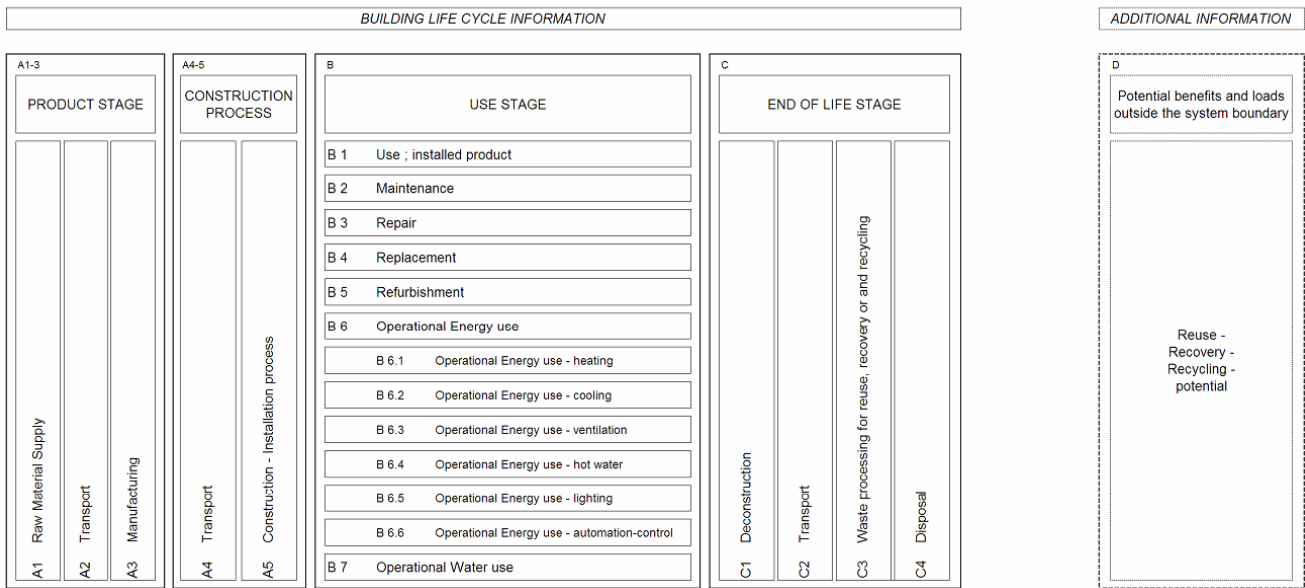 BUILDING LIFE CYCLE INFORMATION
ADDITIONAL INFORMATION
A1-3
PRODUCT STAGE
A1 Raw Material Supply
A2 Transport
A3 Manufacturing
A4-5
CONSTRUCTION
PROCESS
A4 Transport
A5 Construction - Installation process
B
USE STAGE
B 1 Use ; installed product
B 2 Maintenance
B 3 Repair
B 4 Replacement
B 5 Refurbishment
B 6 Operational Energy use
B 6.1 Operational Energy use - heating
B 6.2 Operational Energy use - cooling
B 6.3 Operational Energy use - ventilation
B 6.4 Operational Energy use - hot water
B 6.5 Operational Energy use - lighting
B 6.6 Operational Energy use - automation-control
B 7 Operational Water use
C
END OF LIFE STAGE
C1 Deconstruction
C2 Transport
C3 Waste processing for reuse, recovery or and recycling
C4 Disposal
D
Potential benefits and loads
outside the system boundary
Reuse -
Recovery -
Recycling -
potential